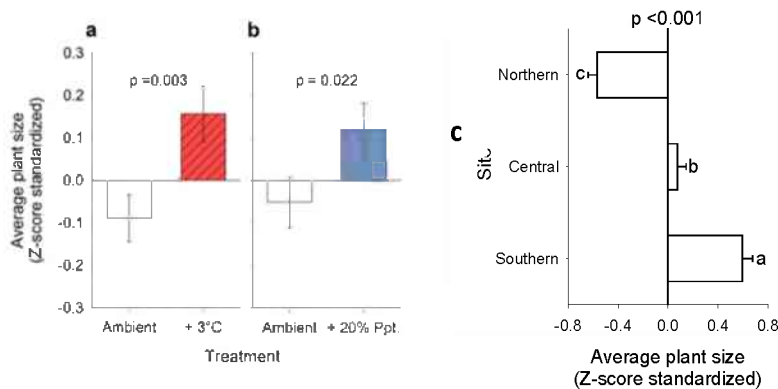 a
b
0.3
0.2
0.1
0.0
-0.1
-0.2
-0.3
Average plant size
(Z-score standardized)
p =0.003
p = 0.022
Ambient
+ 3°C
Ambient
+ 20% Ppt.
Treatment
p <0.001
c
Site
Northern
Central
Southern
c
b
a
-0.8
-0.4
0.0
0.4
0.8
Average plant size
(Z-score standardized)